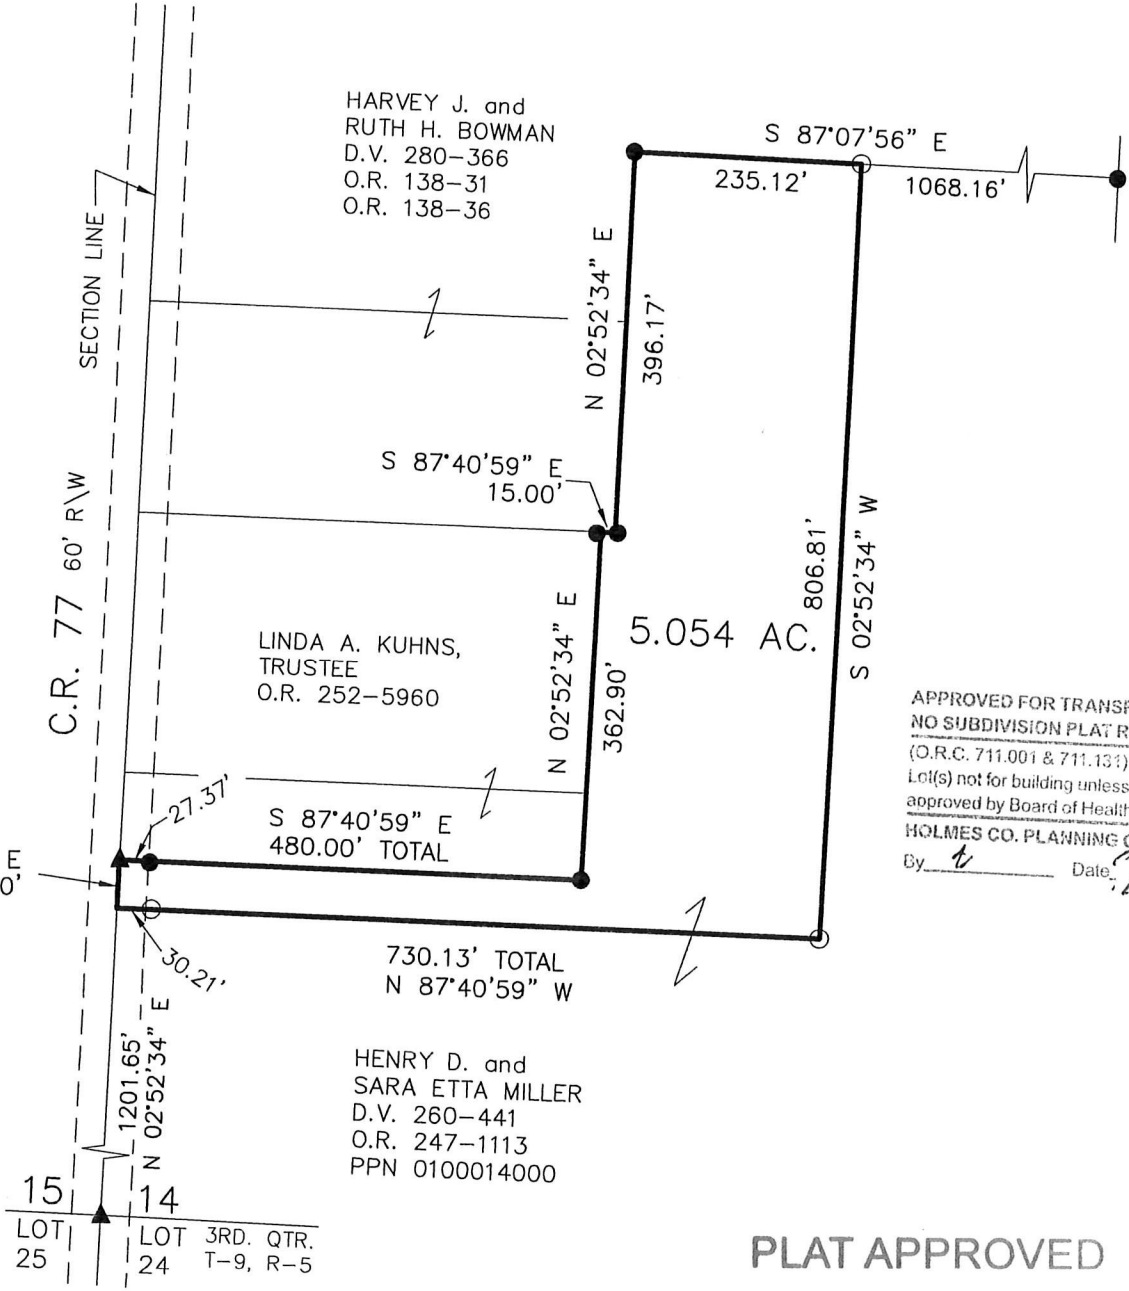 HARVEY J. and
RUTH H. BOWMAN
D.V. 280-366
O.R. 138-31
O.R. 138-36
S 87°07'56" E
235.12'
1068.16'
SECTION LINE
N 02°52'34" E
396.17'
S 87°40'59" E
15.00'
C.R. 77 60' R\W
LINDA A. KUHNS,
TRUSTEE
O.R. 252-5960
N 02°52'34" E
362.90'
5.054 AC.
806.81'
S 02°52'34" W
APPROVED FOR TRANSF
NO SUBDIVISION PLAT R
(O.R.C. 711.001 & 711.131)
Lot(s) not for building unless
approved by Board of Health
HOLMES CO. PLANNING C
By Date
27.37'
S 87°40'59" E
480.00' TOTAL
E
0'
30.21'
730.13' TOTAL
N 87°40'59" W
1201.65'
N 02°52'34" E
HENRY D. and
SARA ETTA MILLER
D.V. 260-441
O.R. 247-1113
PPN 0100014000
15
14
LOT
25
LOT
24
3RD. QTR.
T-9, R-5
PLAT APPROVED